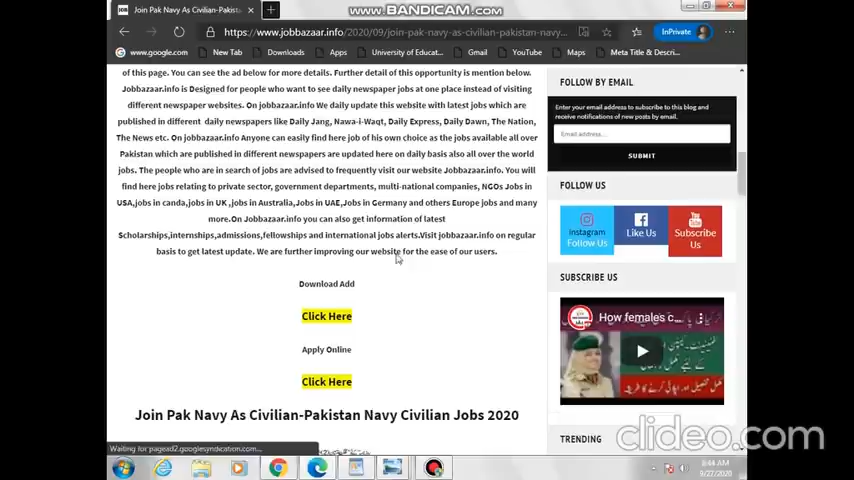 www.BANDICAM.com
Join Pak Navy As Civilian-Pakista
https://www.jobbazaar.info/2020/09/join-pak-navy-as-civilian-pakistan-navy...
InPrivate
www.google.com New Tab Downloads Apps University of Educat... Gmail YouTube Maps Meta Title & Descri...
of this page. You can see the ad below for more details. Further detail of this opportunity is mention below.
Jobbazaar.info is Designed for people who want to see daily newspaper jobs at one place instead of visiting
different newspaper websites. On jobbazaar.info We daily update this website with latest jobs which are
published in different daily newspapers like Daily Jang, Nawa-i-Waqt, Daily Express, Daily Dawn, The Nation,
The News etc. On jobbazaar.info Anyone can easily find here job of his own choice as the jobs available all over
Pakistan which are published in different newspapers are updated here on daily basis also all over the world
jobs. The people who are in search of jobs are advised to frequently visit our website Jobbazaar.info. You will
find here jobs relating to private sector, government departments, multi-national companies, NGOs Jobs in
USA,jobs in canda,jobs in UK ,jobs in Australia,Jobs in UAE,Jobs in Germany and others Europe jobs and many
more.On Jobbazaar.info you can also get information of latest
Scholarships,internships,admissions,fellowships and international jobs alerts.Visit jobbazaar.info on regular
basis to get latest update. We are further improving our website for the ease of our users.
Download Add
Click Here
Apply Online
Click Here
Join Pak Navy As Civilian-Pakistan Navy Civilian Jobs 2020
FOLLOW BY EMAIL
Enter your email address to subscribe to this blog and
receive notifications of new posts by email.
Email address...
SUBMIT
FOLLOW US
Instagram
Follow Us
Like Us
Subscribe
Us
SUBSCRIBE US
How females c...
TRENDING
clideo.com
Waiting for pagead2.googlesyndication.com...
8:44 AM
9/27/2020